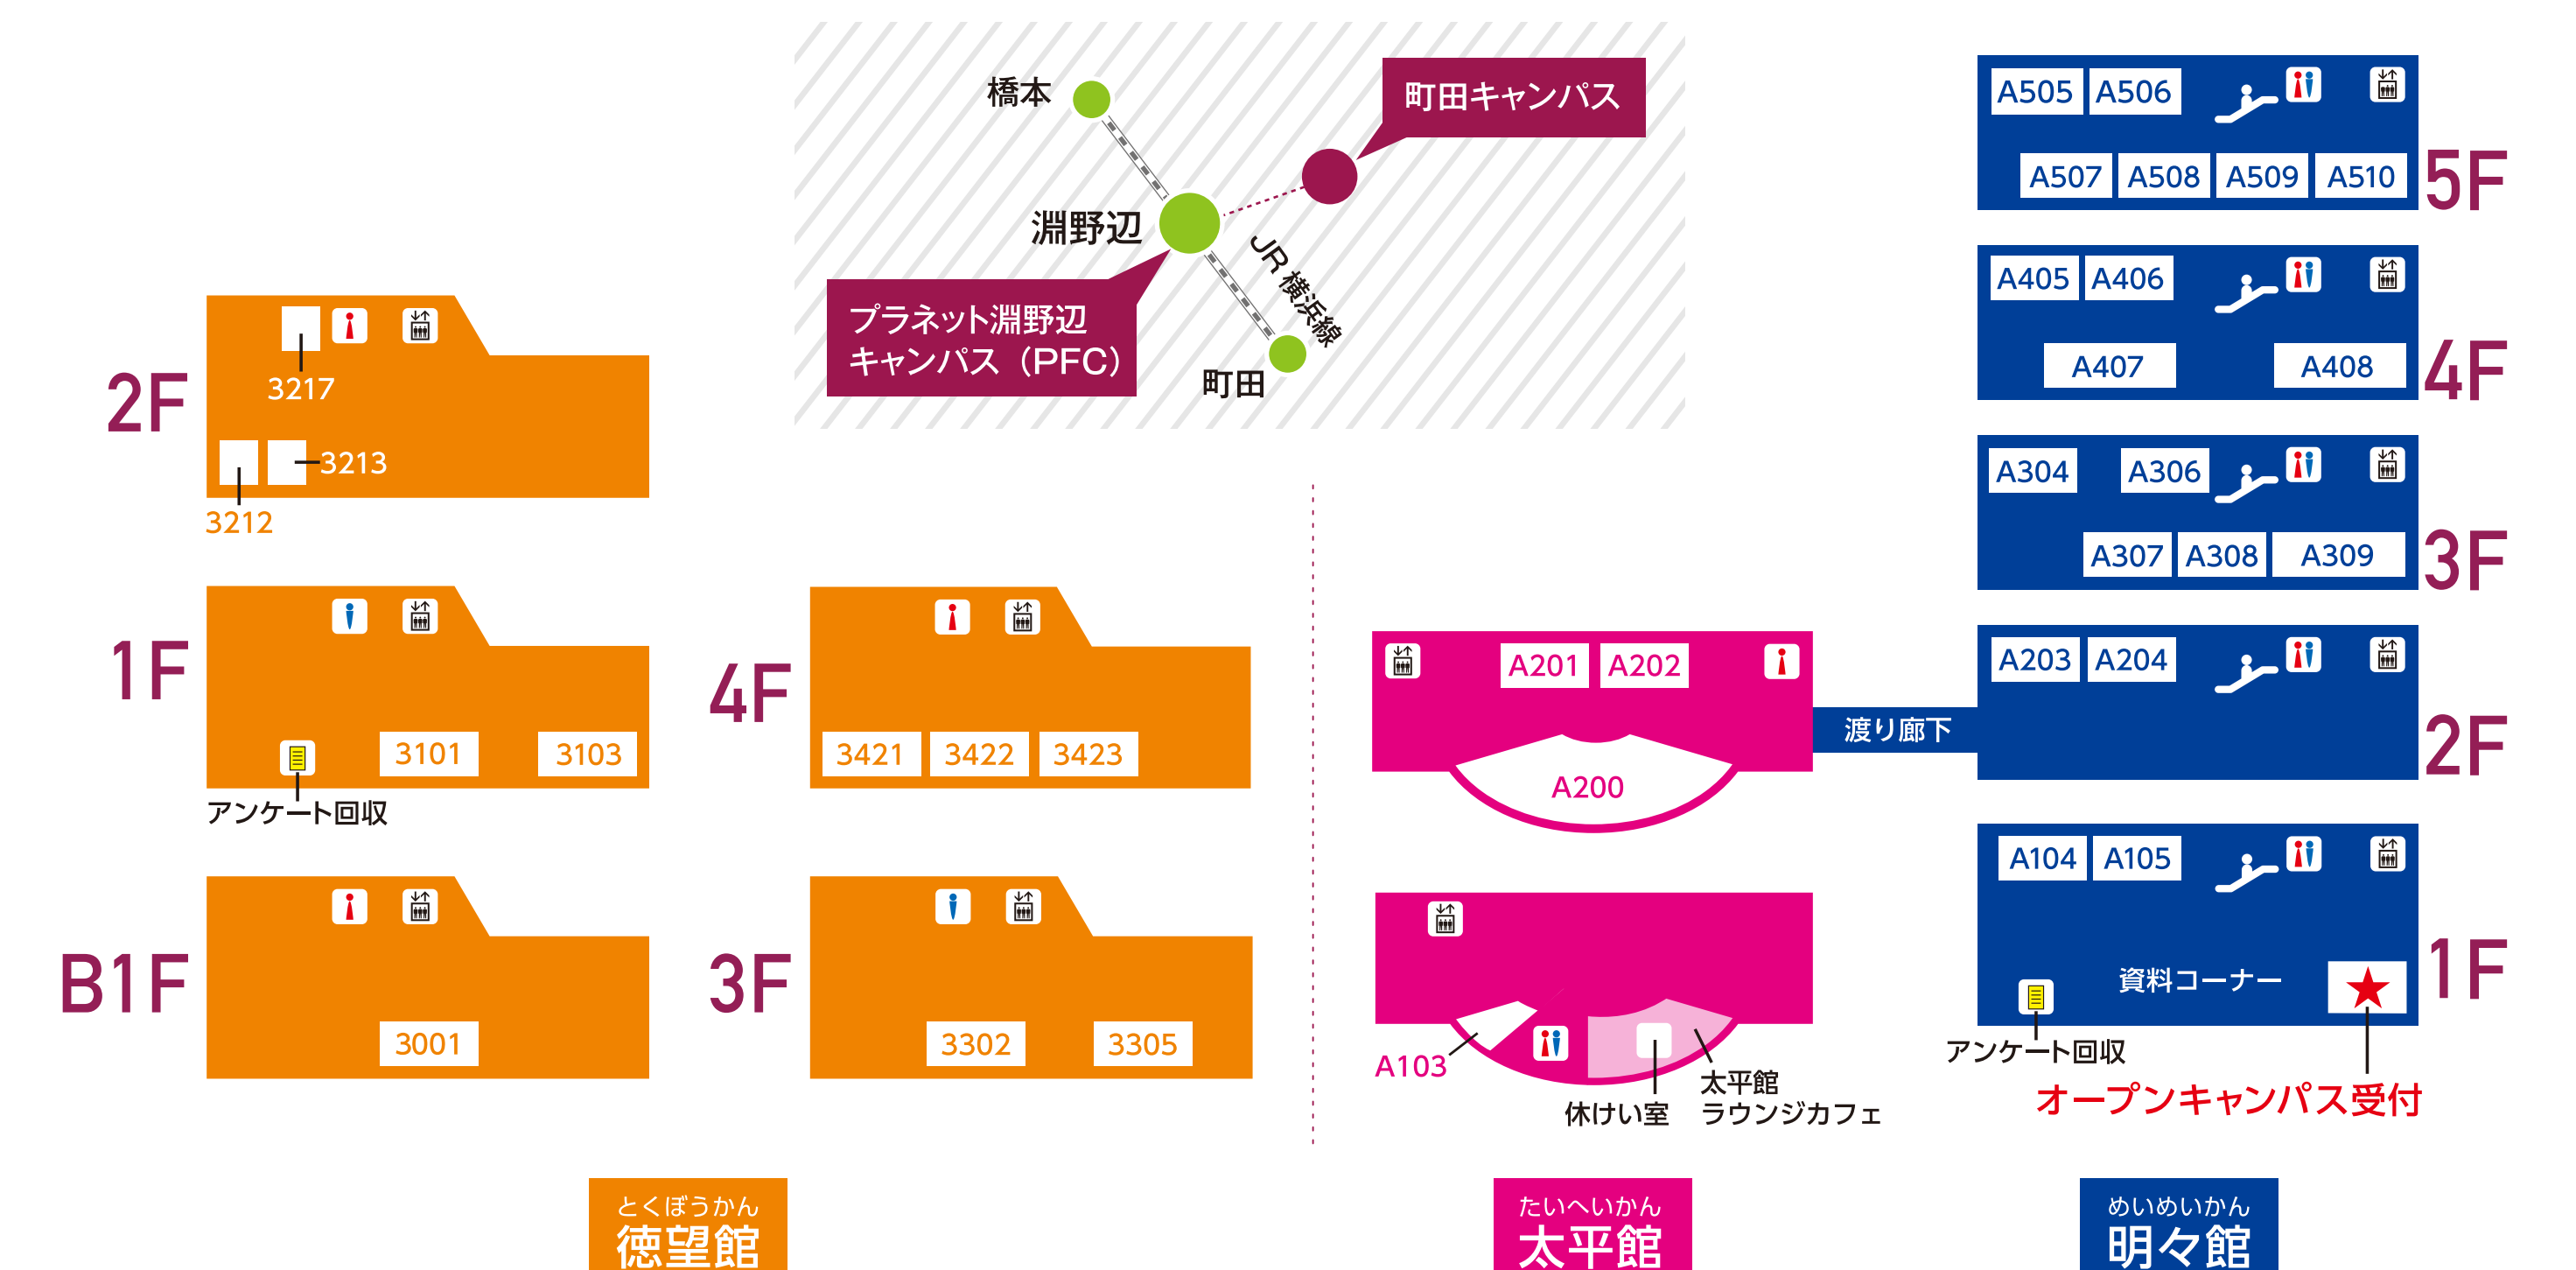 橋本
町田キャンパス
淵野辺
JR 横浜線
プラネット淵野辺
キャンパス（PFC）
町田
2F
3217
3213
3212
1F
3101
3103
アンケート回収
B1F
3001
4F
3421 3422 3423
3F
3302
3305
A201 A202
A200
渡り廊下
A103
休けい室
太平館
ラウンジカフェ
A505 A506
A507 A508 A509 A510
5F
A405 A406
A407 A408
4F
A304 A306
A307 A308 A309
3F
A203 A204
2F
A104 A105
資料コーナー
1F
アンケート回収
オープンキャンパス受付
とくぼうかん
徳望館
たいへいかん
太平館
めいめいかん
明々館